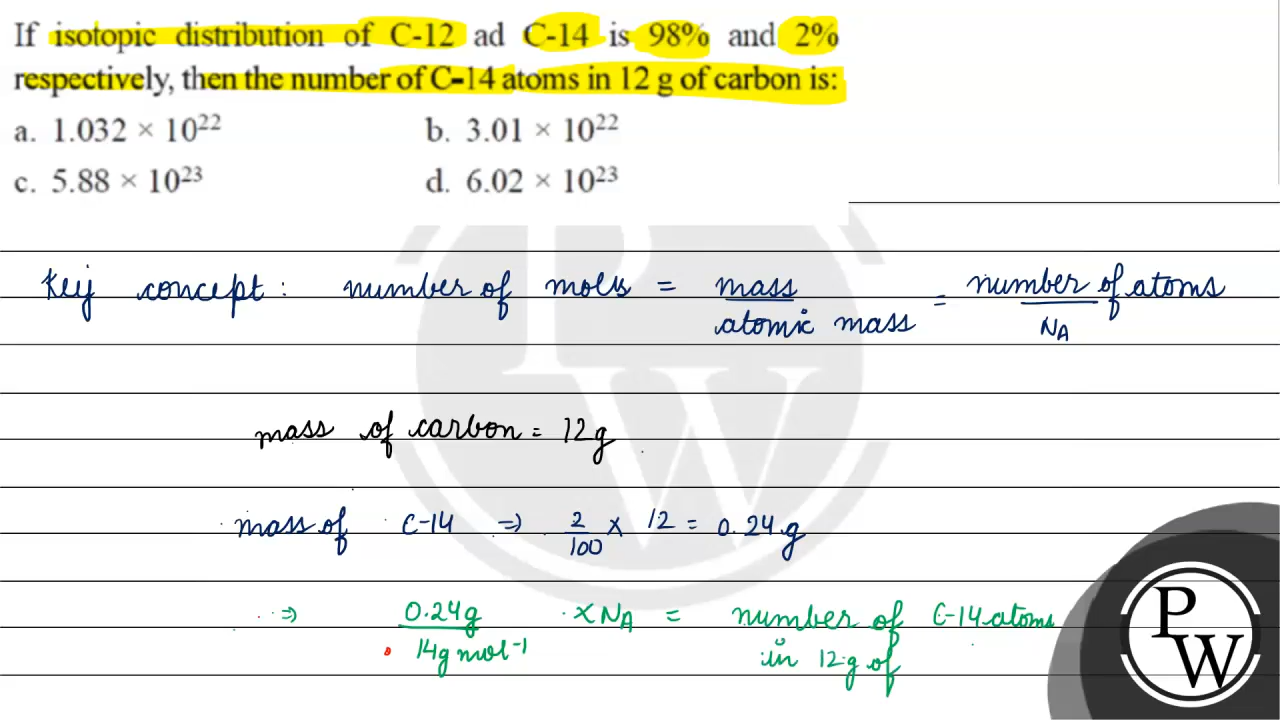 If isotopic distribution of C-12 ad C-14 is 98% and 2%
respectively, then the number of C-14 atoms in 12 g of carbon is:
a. 1.032 × 10²² b. 3.01 × 10²²
c. 5.88 × 10²³ d. 6.02 × 10²³
Key concept : number of moles = mass / atomic mass = number of atoms / N_A
mass of carbon = 12g
mass of C-14 ⇒ 2/100 × 12 = 0.24 g
⇒ 0.24g / 14g mol⁻¹ × N_A = number of C-14 atoms
in 12 g of
P
W